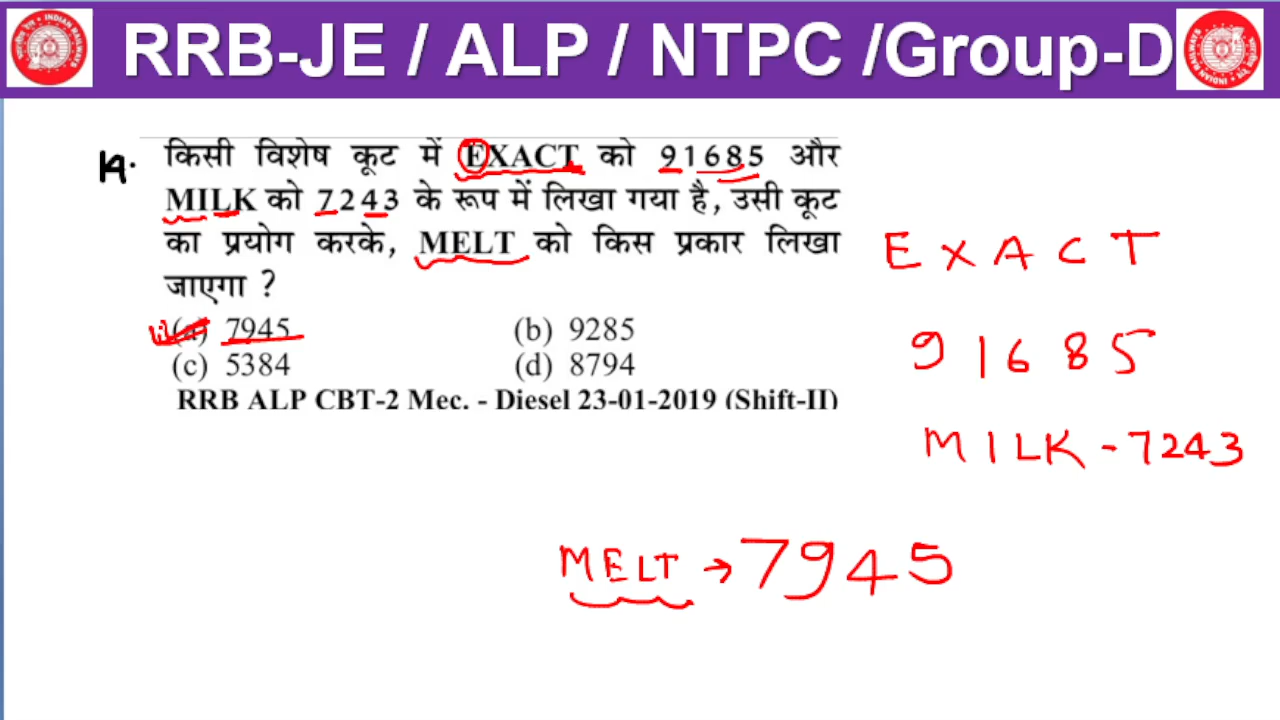 RRB-JE / ALP / NTPC /Group-D
19. किसी विशेष कूट में EXACT को 91685 और
MILK को 7243 के रूप में लिखा गया है, उसी कूट
का प्रयोग करके, MELT को किस प्रकार लिखा
जाएगा ?
(a) 7945 (b) 9285
(c) 5384 (d) 8794
RRB ALP CBT-2 Mec. - Diesel 23-01-2019 (Shift-II)
E X A C T
9 1 6 8 5
MILK - 7243
MELT → 7945